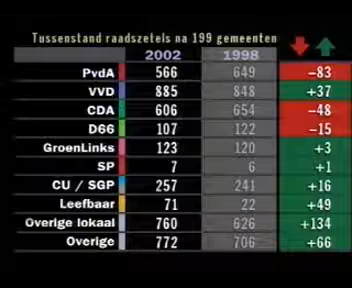 Tussenstand raadszetels na 199 gemeenten
2002 1998
PvdA 566 649 -83
VVD 885 848 +37
CDA 606 654 -48
D66 107 122 -15
GroenLinks 123 120 +3
SP 7 6 +1
CU / SGP 257 241 +16
Leefbaar 71 22 +49
Overige lokaal 760 626 +134
Overige 772 706 +66